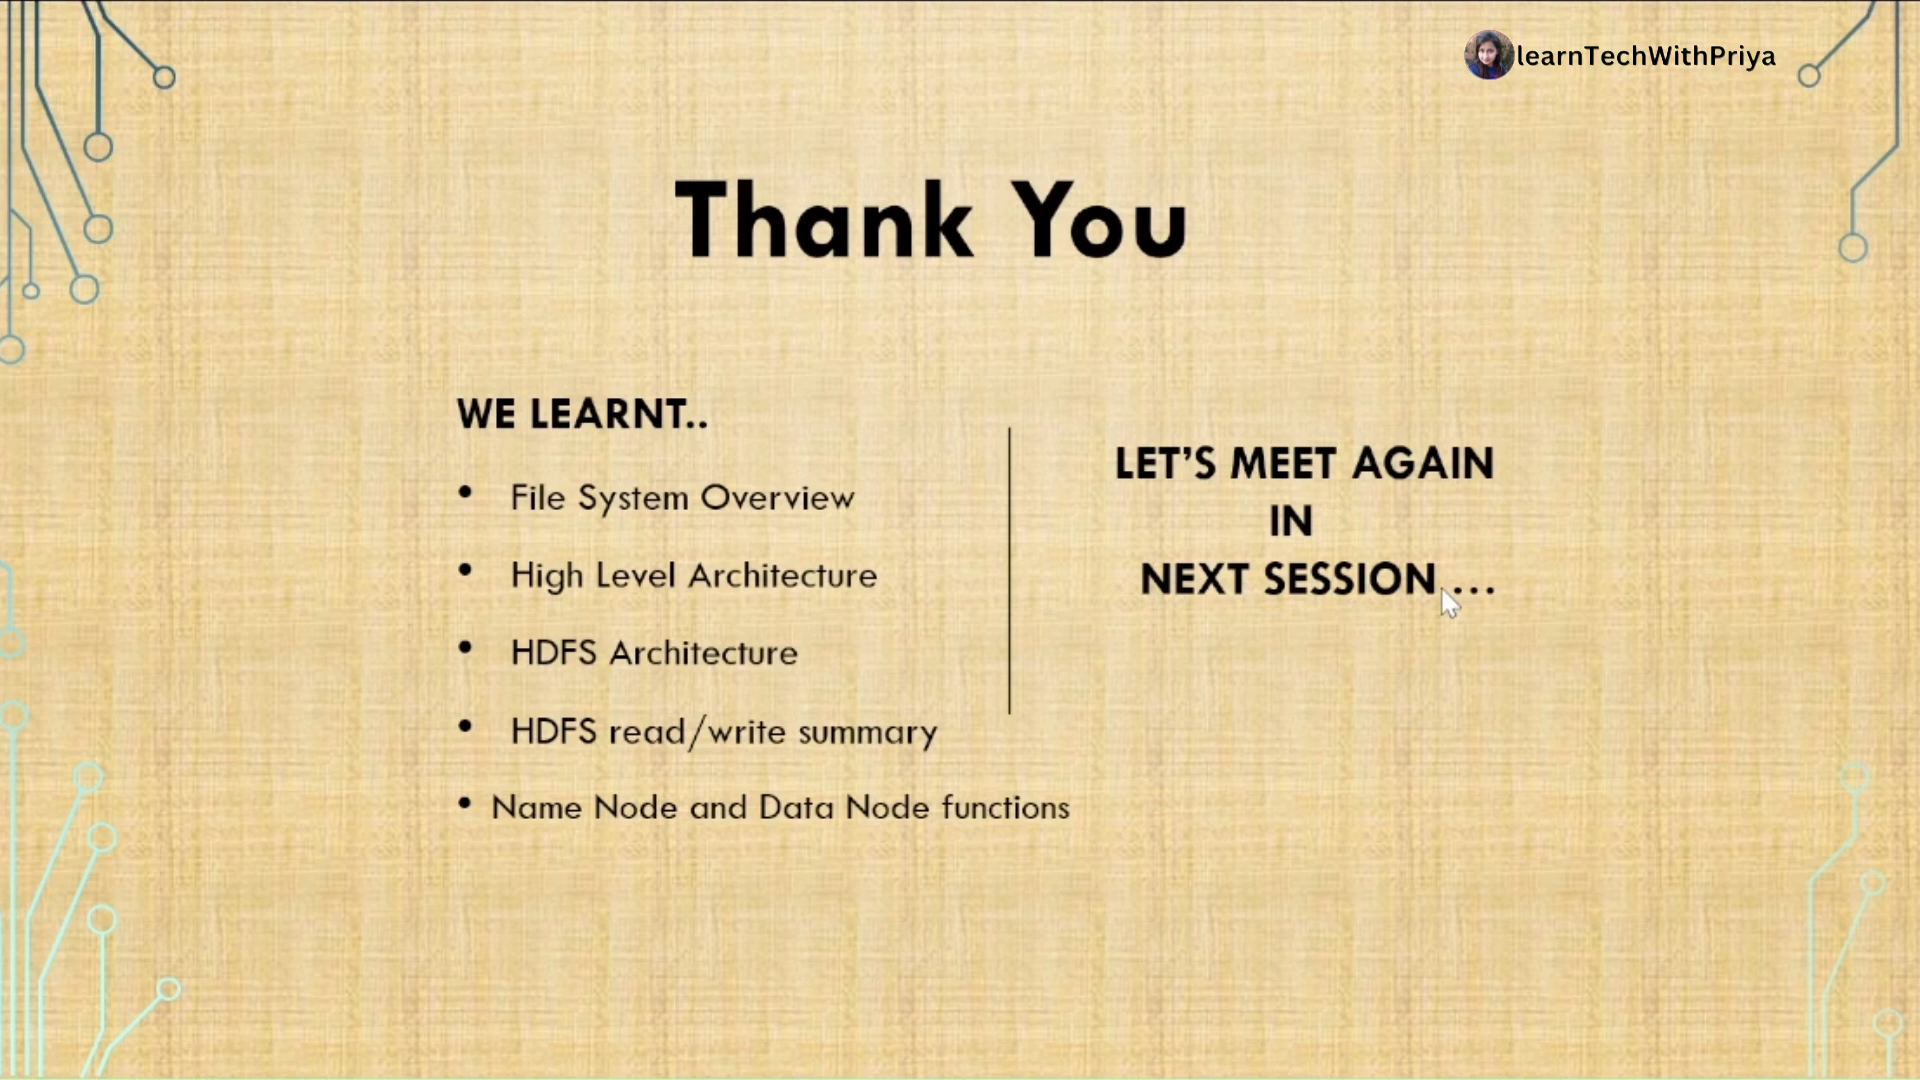 learnTechWithPriya
Thank You
WE LEARNT..
• File System Overview
• High Level Architecture
• HDFS Architecture
• HDFS read/write summary
• Name Node and Data Node functions
LET’S MEET AGAIN
IN
NEXT SESSION ...